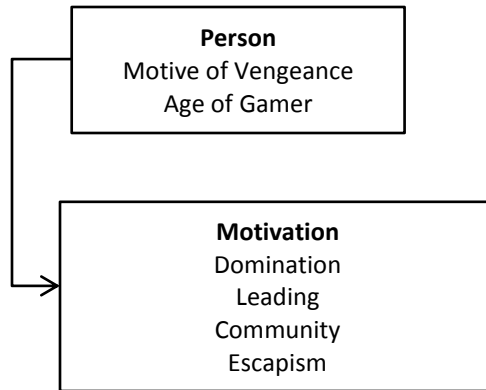 Person
Motive of Vengeance
Age of Gamer
Motivation
Domination
Leading
Community
Escapism